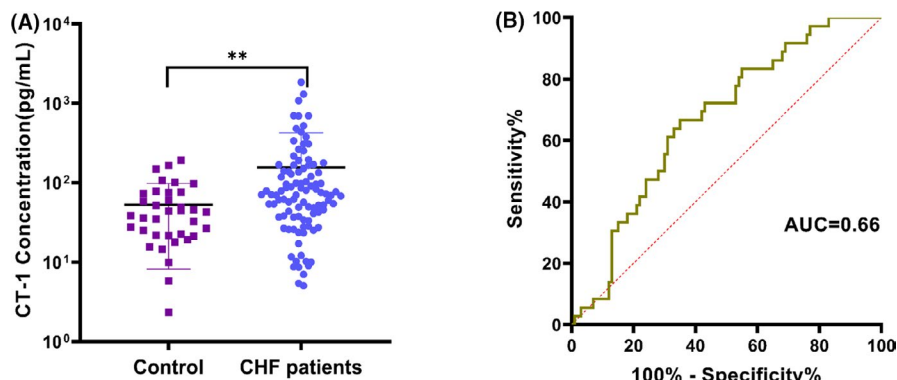 (A)
CT-1 Concentration(pg/mL)
10⁴
10³
10²
10¹
10⁰
**
Control
CHF patients
(B)
Sensitivity%
100
80
60
40
20
0
AUC=0.66
0
20
40
60
80
100
100% - Specificity%